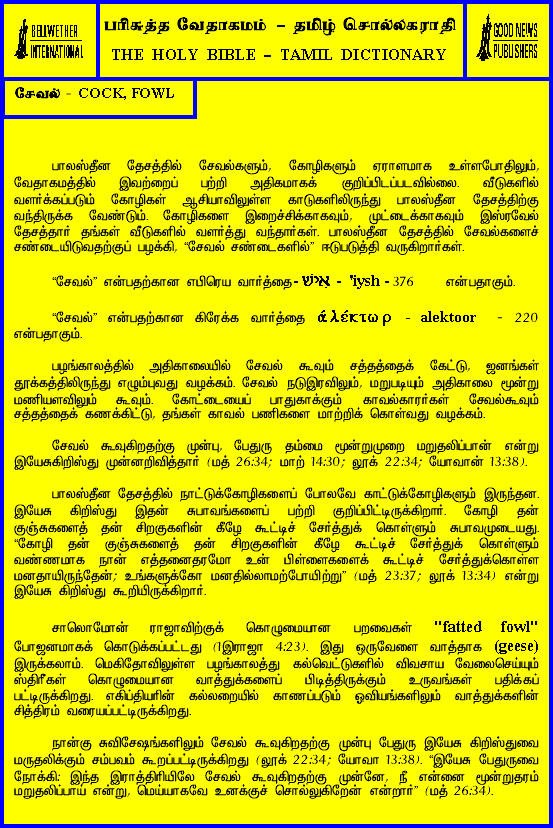 BELLWETHER
INTERNATIONAL
பரிசுத்த வேதாகமம் – தமிழ் சொல்லகராதி
THE HOLY BIBLE – TAMIL DICTIONARY
GOOD NEWS
PUBLISHERS
சேவல் - COCK, FOWL
பாலஸ்தீன தேசத்தில் சேவல்களும், கோழிகளும் ஏராளமாக உள்ளபோதிலும்,
வேதாகமத்தில் இவற்றைப் பற்றி அதிகமாகக் குறிப்பிடப்படவில்லை. வீடுகளில்
வளர்க்கப்படும் கோழிகள் ஆசியாவிலுள்ள காடுகளிலிருந்து பாலஸ்தீன தேசத்திற்கு
வந்திருக்க வேண்டும். கோழிகளை இறைச்சிக்காகவும், முட்டைக்காகவும் இஸ்ரவேல்
தேசத்தார் தங்கள் வீடுகளில் வளர்த்து வந்தார்கள். பாலஸ்தீன தேசத்தில் சேவல்களைச்
சண்டையிடுவதற்குப் பழக்கி, “சேவல் சண்டைகளில்” ஈடுபடுத்தி வருகிறார்கள்.
“சேவல்” என்பதற்கான எபிரெய வார்த்தை - אִישׁ - 'iysh - 376 என்பதாகும்.
“சேவல்” என்பதற்கான கிரேக்க வார்த்தை ἀλέκτωρ - alektoor - 220
என்பதாகும்.
பழங்காலத்தில் அதிகாலையில் சேவல் கூவும் சத்தத்தைக் கேட்டு, ஜனங்கள்
தூக்கத்திலிருந்து எழும்புவது வழக்கம். சேவல் நடுஇரவிலும், மறுபடியும் அதிகாலை மூன்று
மணியளவிலும் கூவும். கோட்டையைப் பாதுகாக்கும் காவல்காரர்கள் சேவல்கூவும்
சத்தத்தைக் கணக்கிட்டு, தங்கள் காவல் பணிகளை மாற்றிக் கொள்வது வழக்கம்.
சேவல் கூவுகிறதற்கு முன்பு, பேதுரு தம்மை மூன்றுமுறை மறுதலிப்பான் என்று
இயேசுகிறிஸ்து முன்னறிவித்தார் (மத் 26:34; மாற் 14:30; லூக் 22:34; யோவான் 13:38).
பாலஸ்தீன தேசத்தில் நாட்டுக்கோழிகளைப் போலவே காட்டுக்கோழிகளும் இருந்தன.
இயேசு கிறிஸ்து இதன் சுபாவங்களைப் பற்றி குறிப்பிட்டிருக்கிறார். கோழி தன்
குஞ்சுகளைத் தன் சிறகுகளின் கீழே கூட்டிச் சேர்த்துக் கொள்ளும் சுபாவமுடையது.
“கோழி தன் குஞ்சுகளைத் தன் சிறகுகளின் கீழே கூட்டிச் சேர்த்துக் கொள்ளும்
வண்ணமாக நான் எத்தனைதரமோ உன் பிள்ளைகளைக் கூட்டிச் சேர்த்துக்கொள்ள
மனதாயிருந்தேன்; உங்களுக்கோ மனதில்லாமற்போயிற்று” (மத் 23:37; லூக் 13:34) என்று
இயேசு கிறிஸ்து கூறியிருக்கிறார்.
சாலொமோன் ராஜாவிற்குக் கொழுமையான பறவைகள் "fatted fowl"
போஜனமாகக் கொடுக்கப்பட்டது (1இராஜா 4:23). இது ஒருவேளை வாத்தாக (geese)
இருக்கலாம். மெகிதோவிலுள்ள பழங்காலத்து கல்வெட்டுகளில் விவசாய வேலைசெய்யும்
ஸ்திரீகள் கொழுமையான வாத்துக்களைப் பிடித்திருக்கும் உருவங்கள் பதிக்கப்
பட்டிருக்கிறது. எகிப்தியரின் கல்லறையில் காணப்படும் ஓவியங்களிலும் வாத்துக்களின்
சித்திரம் வரையப்பட்டிருக்கிறது.
நான்கு சுவிசேஷங்களிலும் சேவல் கூவுகிறதற்கு முன்பு பேதுரு இயேசு கிறிஸ்துவை
மருதலிக்கும் சம்பவம் கூறப்பட்டிருக்கிறது (லூக் 22:34; யோவா 13:38). “இயேசு பேதுருவை
நோக்கி: இந்த இராத்திரியிலே சேவல் கூவுகிறதற்கு முன்னே, நீ என்னை மூன்றுதரம்
மறுதலிப்பாய் என்று, மெய்யாகவே உனக்குச் சொல்லுகிறேன் என்றார்” (மத் 26:34).